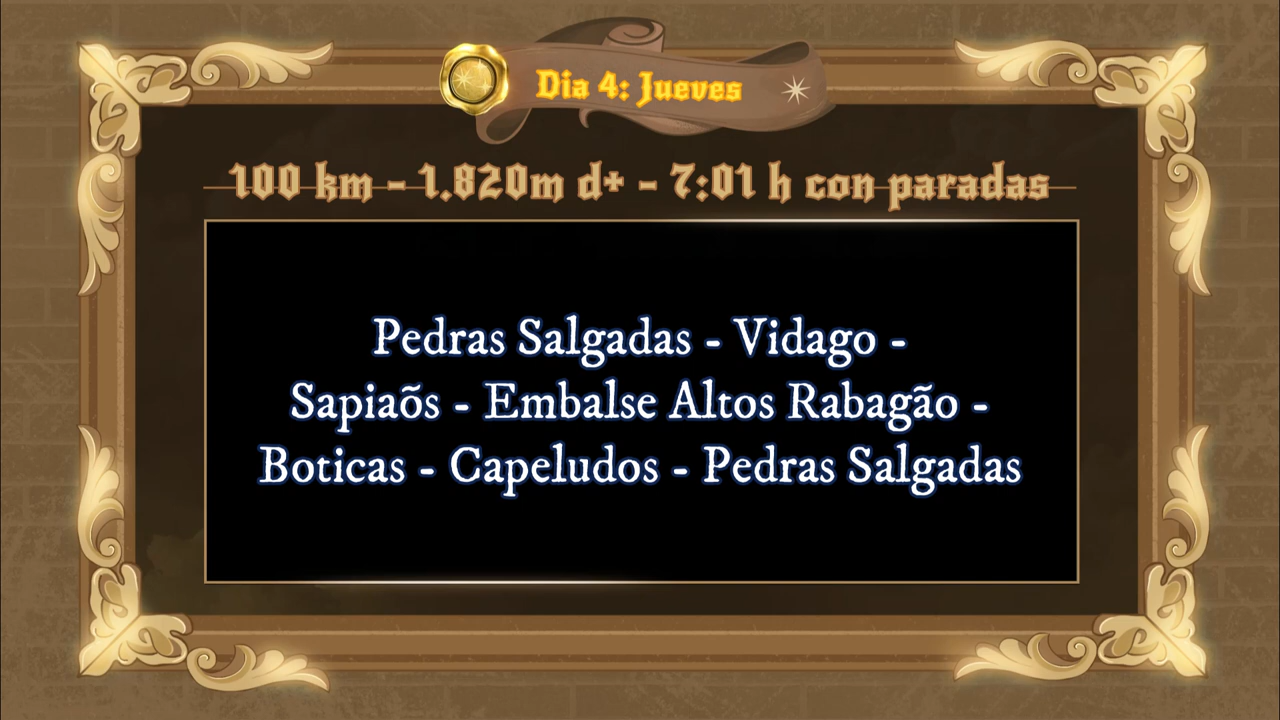 Dia 4: Jueves
100 km - 1.820m d+ - 7:01 h con paradas
Pedras Salgadas - Vidago -
Sapiaõs - Embalse Altos Rabagão -
Boticas - Capeludos - Pedras Salgadas